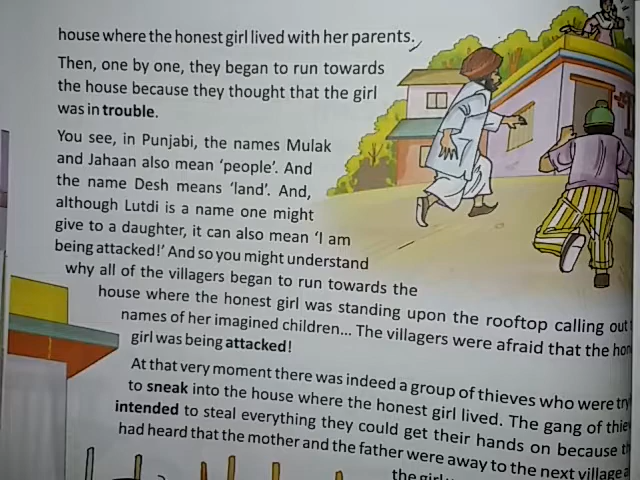 house where the honest girl lived with her parents.
Then, one by one, they began to run towards
the house because they thought that the girl
was in trouble.
You see, in Punjabi, the names Mulak
and Jahaan also mean ‘people’. And
the name Desh means ‘land’. And,
although Lutdi is a name one might
give to a daughter, it can also mean ‘I am
being attacked!’ And so you might understand
why all of the villagers began to run towards the
house where the honest girl was standing upon the rooftop calling out
names of her imagined children... The villagers were afraid that the
girl was being attacked!
At that very moment there was indeed a group of thieves who were
to sneak into the house where the honest girl lived. The gang of
intended to steal everything they could get their hands on because
had heard that the mother and the father were away to the next village
the